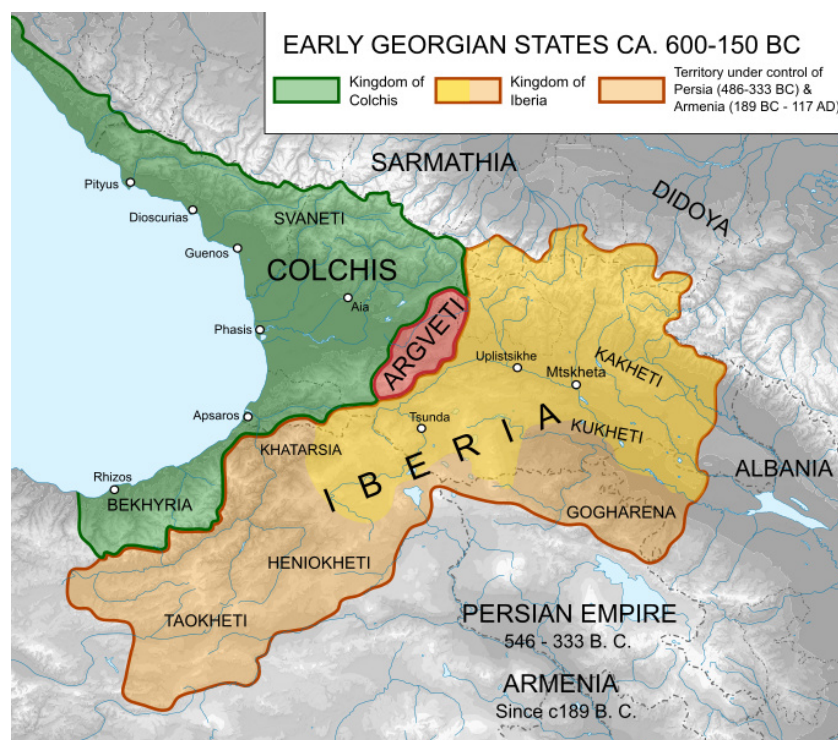 EARLY GEORGIAN STATES CA. 600-150 BC
Kingdom of
Colchis
Kingdom of
Iberia
Territory under control of
Persia (486-333 BC) &
Armenia (189 BC - 117 AD)
SARMATHIA
DIDOYA
Pityus
Dioscurias
SVANETI
Guenos
COLCHIS
Aia
Phasis
ARGVETI
Uplistsikhe
Mtskheta
KAKHETI
Apsaros
Tsunda
KUKHETI
KHATARSIA
IBERIA
ALBANIA
Rhizos
BEKHYRIA
GOGHARENA
HENIOKHETI
TAOKHETI
PERSIAN EMPIRE
546 - 333 B. C.
ARMENIA
Since c189 B. C.